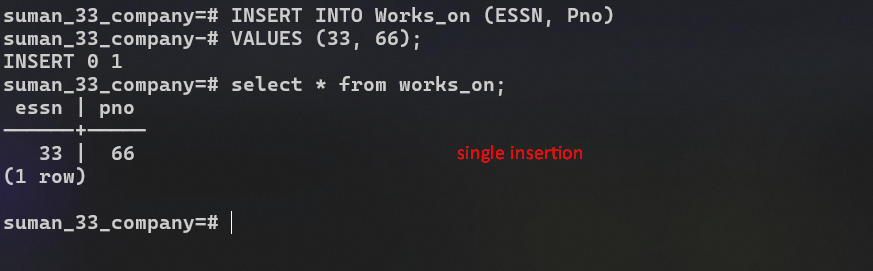 suman_33_company=# INSERT INTO Works_on (ESSN, Pno)
suman_33_company-# VALUES (33, 66);
INSERT 0 1
suman_33_company=# select * from works_on;
 essn | pno
------+-----
   33 |  66
single insertion
(1 row)
suman_33_company=#